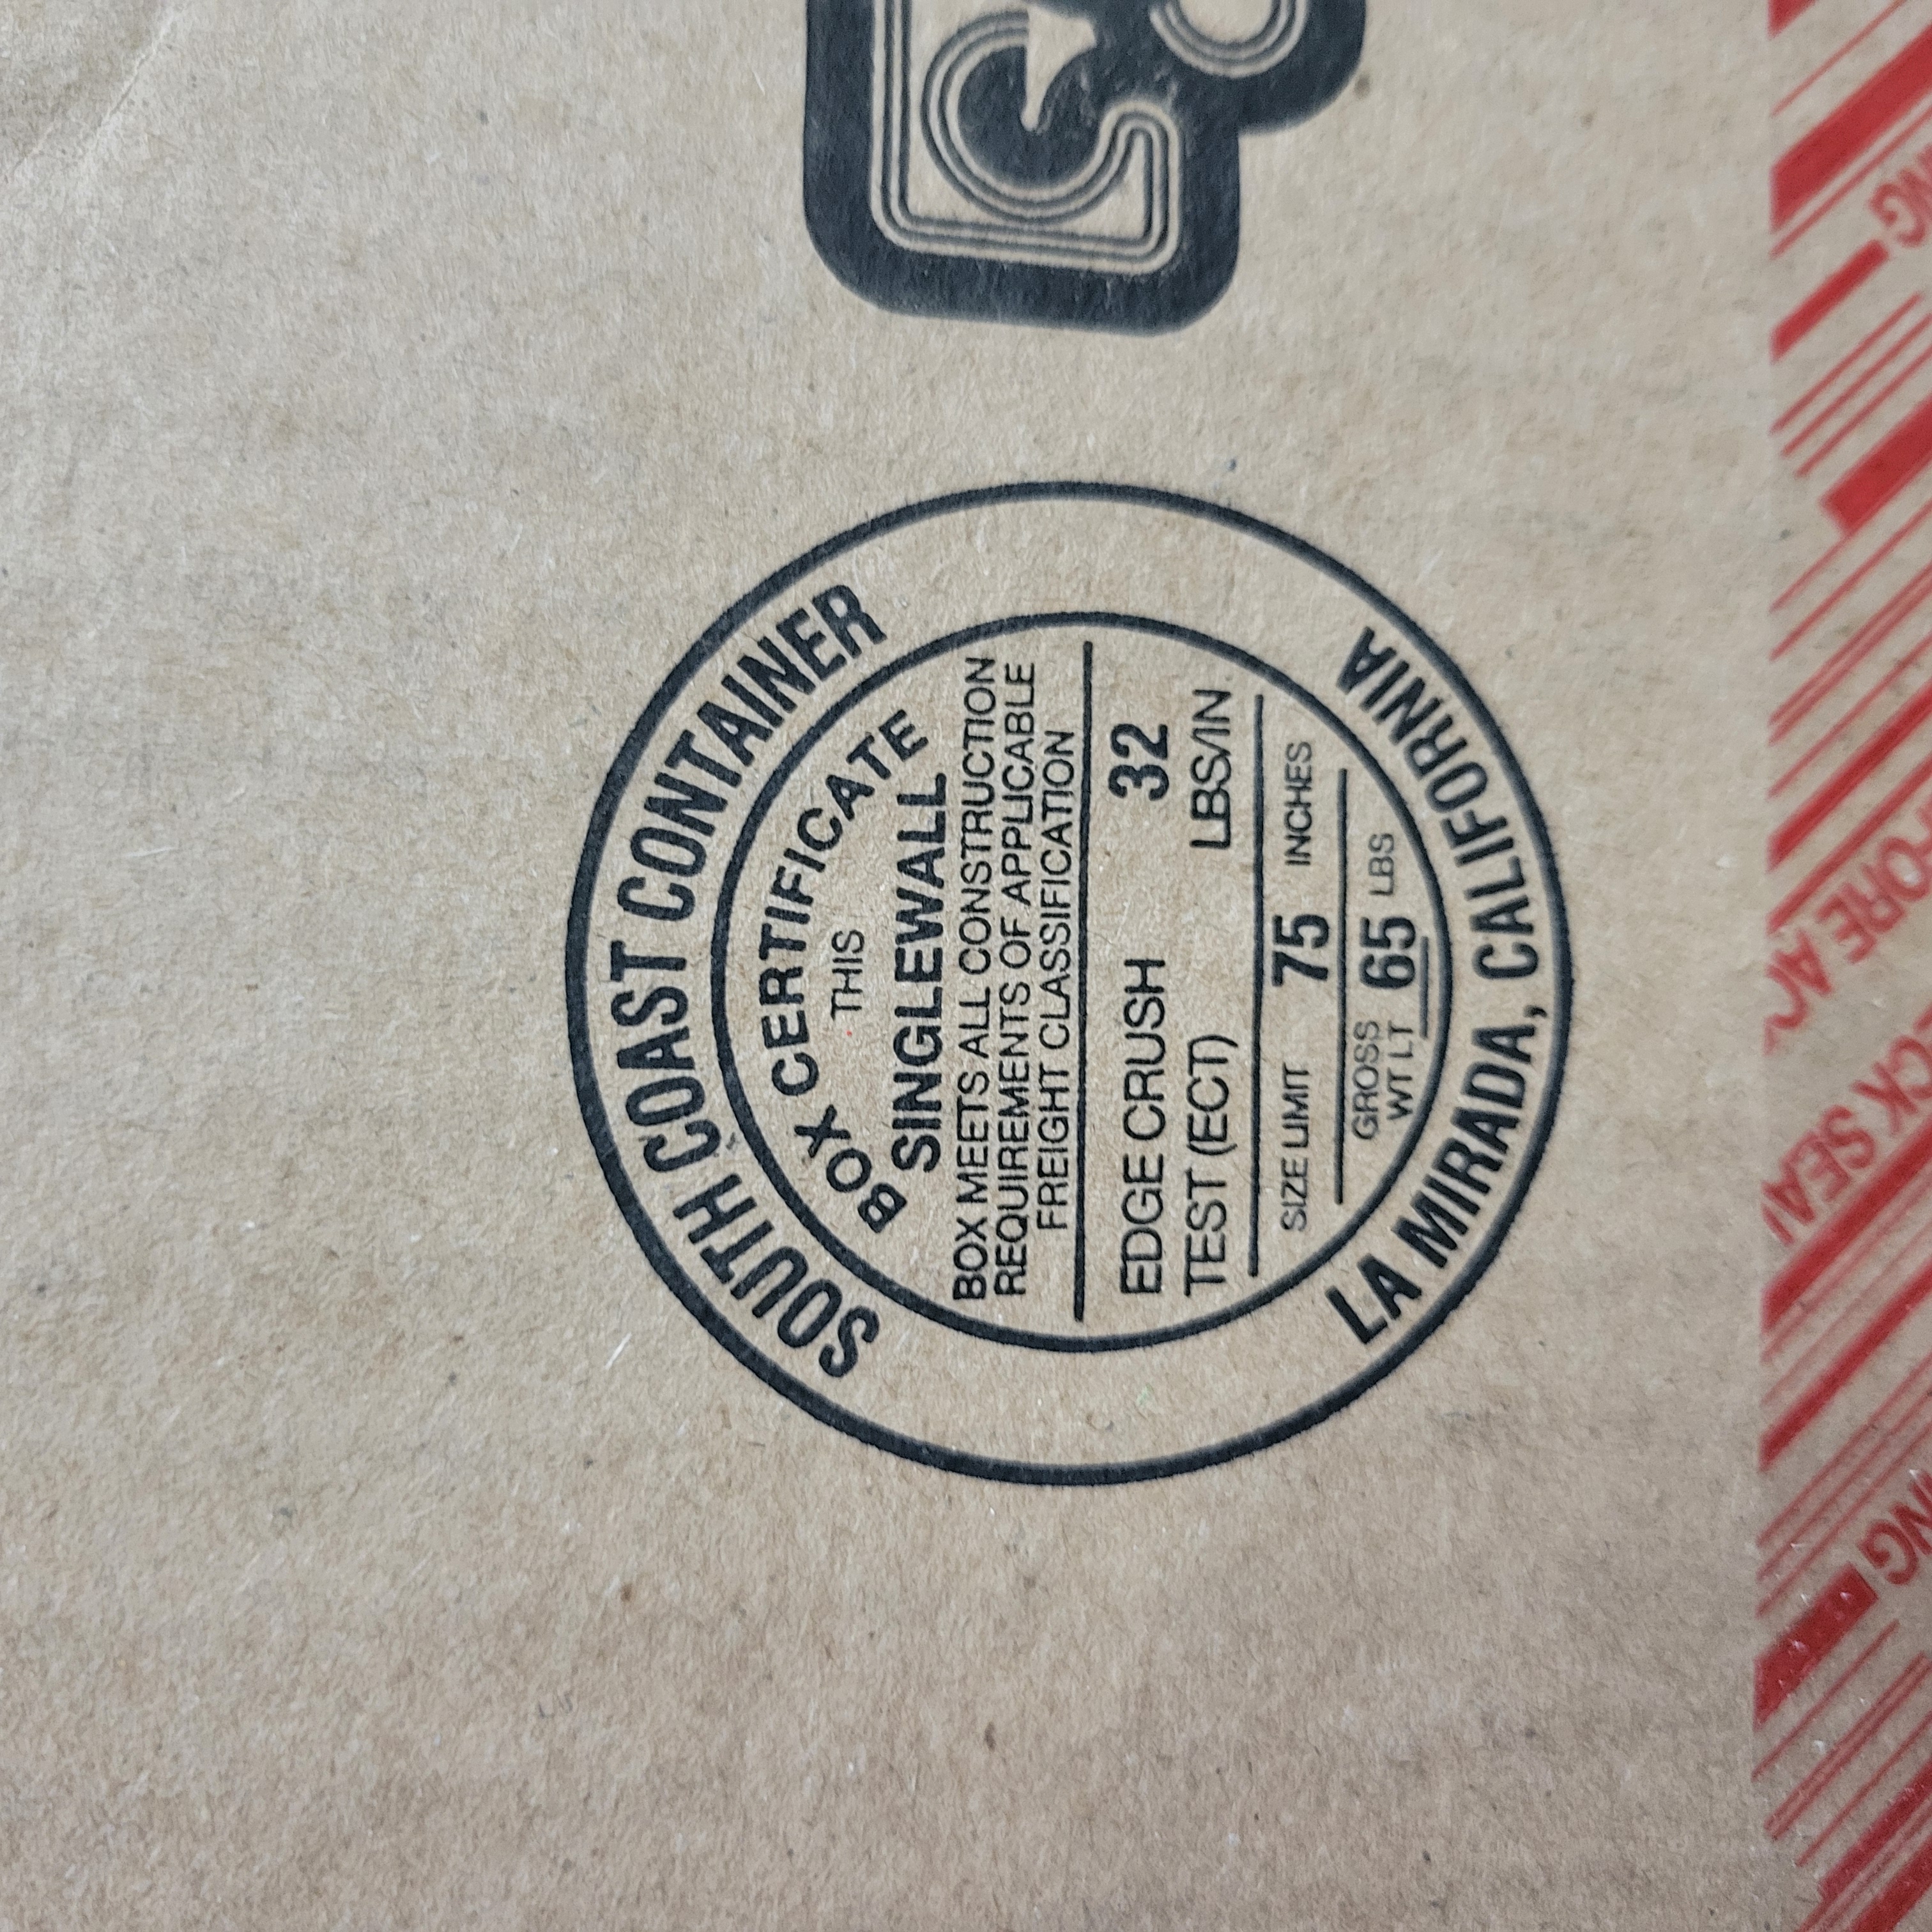 SOUTH COAST CONTAINER
BOX CERTIFICATE
THIS
SINGLEWALL
BOX MEETS ALL CONSTRUCTION
REQUIREMENTS OF APPLICABLE
FREIGHT CLASSIFICATION
EDGE CRUSH 32
TEST (ECT) LBS/IN
SIZE LIMIT 75 INCHES
GROSS
WT LT 65 LBS
LA MIRADA, CALIFORNIA